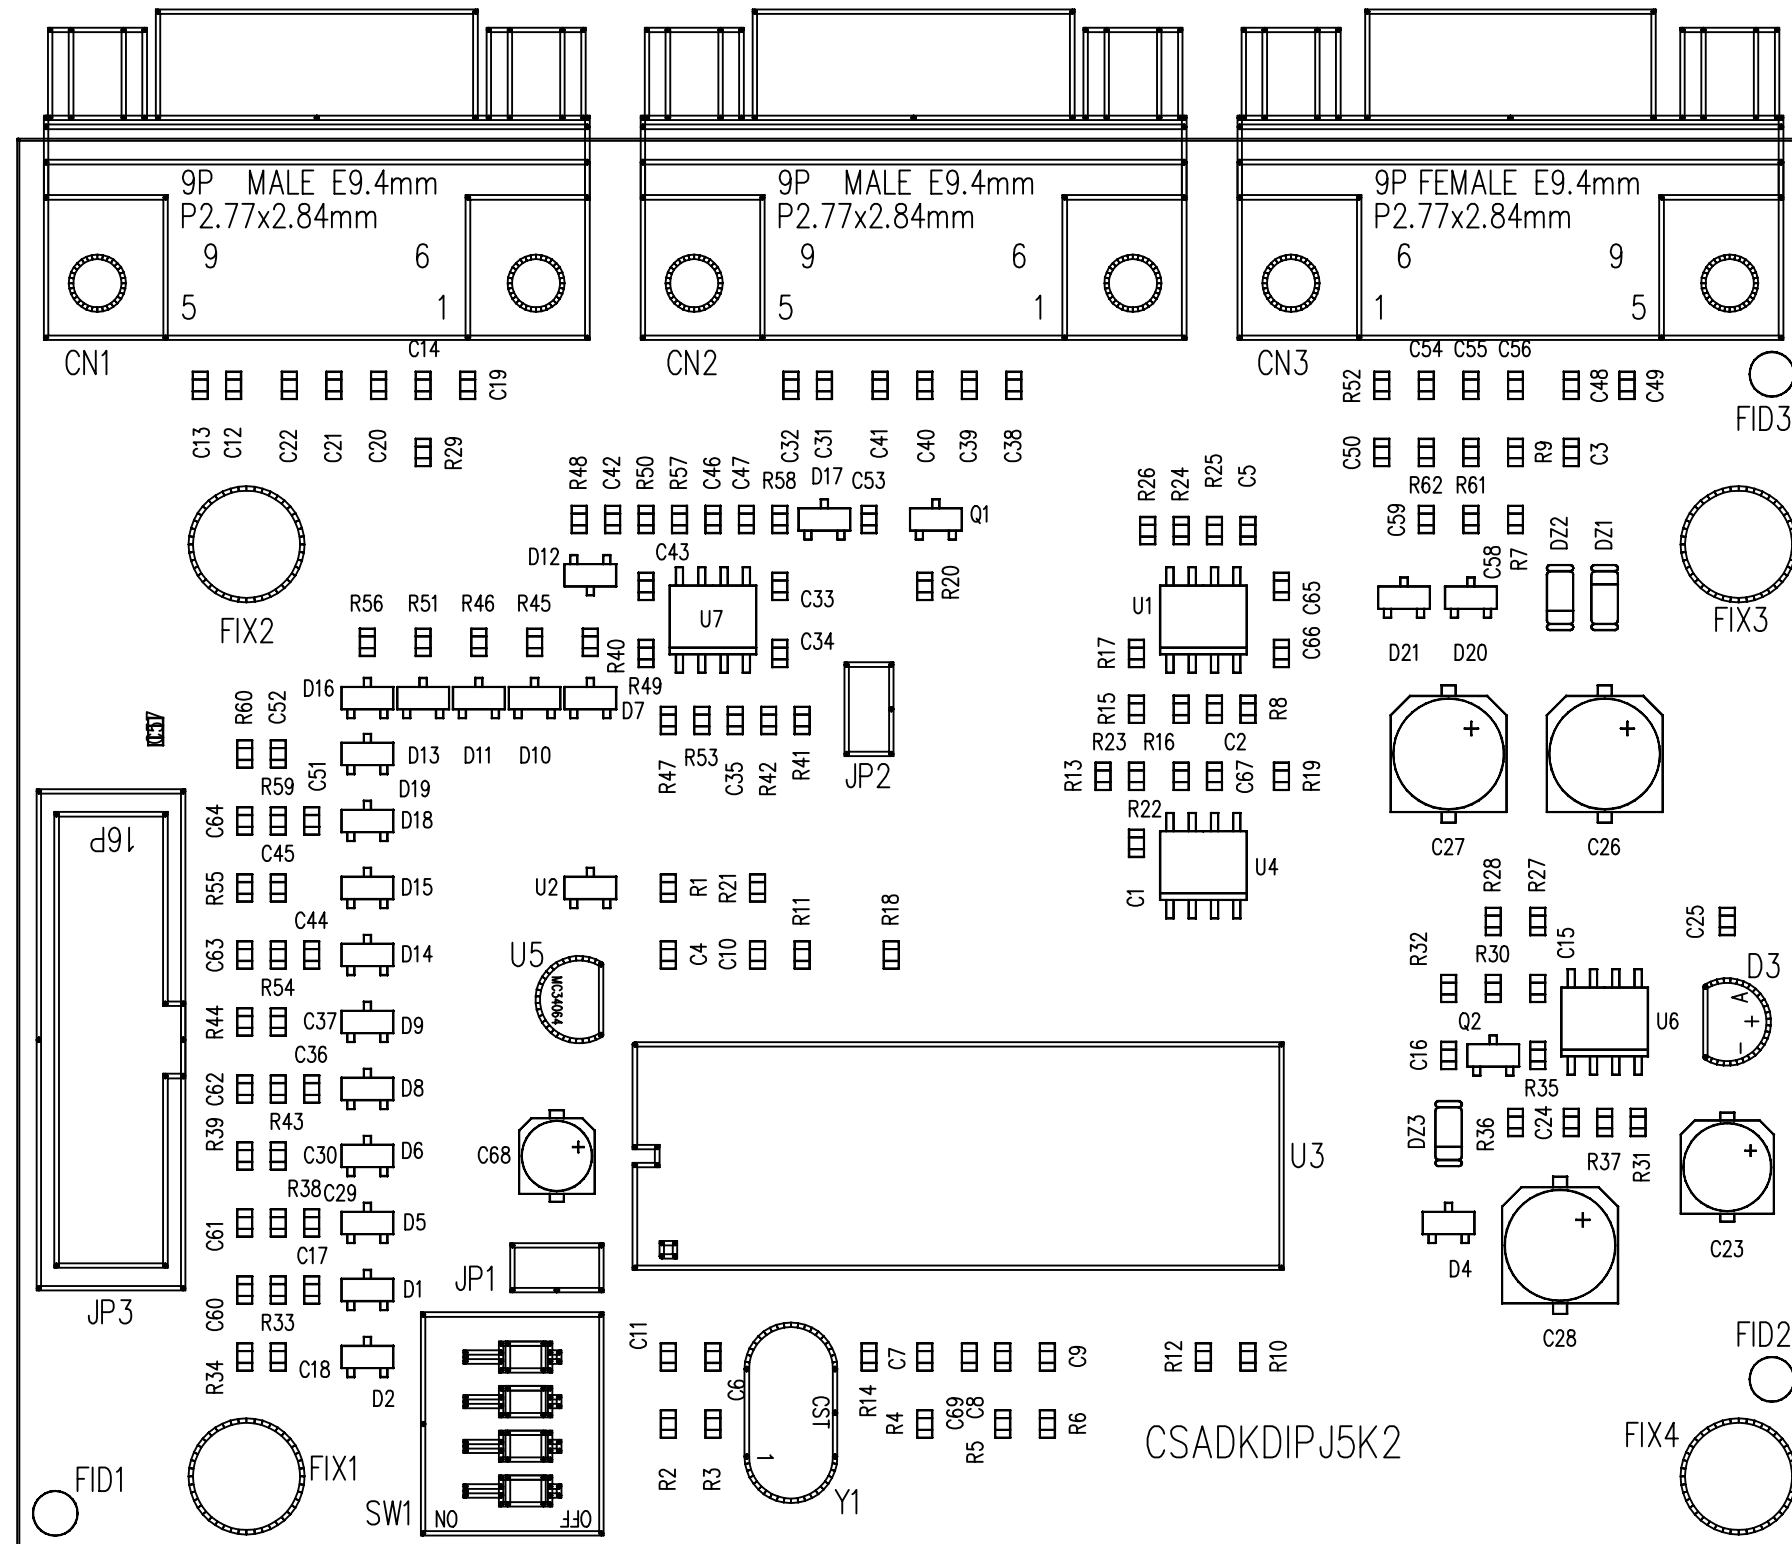 9P MALE E9.4mm
P2.77x2.84mm
9 6
5 1
CN1
9P MALE E9.4mm
P2.77x2.84mm
9 6
5 1
CN2
9P FEMALE E9.4mm
P2.77x2.84mm
6 9
1 5
CN3
C14
C19
C54 C55 C56
R52
C48
C49
FID3
C13 C12 C22 C21 C20
R29
C32 C31 C41 C40 C39 C38
C50
R9
C3
R48 C42 R50 R57 C46 C47 R58 D17 C53
Q1
R26 R24 R25 C5
R62 R61
C59
C58
R7
DZ2
DZ1
FIX2
FIX3
D12
C43
U7
C33
C34
R20
U1
C65
C66
R17
D21 D20
R56 R51 R46 R45
R40
R49
D16
D7
D13 D11 D10
R60 C52
C57
R59
C51
D19
R47 R53 C35 R42 R41
JP2
R15
R8
R23 R16 C2
R13
C67
R19
R22
U4
C1
C27
C26
16P
C64
D18
C45
R55
D15
C44
C63
D14
R54
R44
C37
D9
C36
C62
D8
R43
R39
C30
D6
R38
C29
C61
D5
C17
C60
D1
R33
R34
C18
D2
JP3
U2
R1
R21
U5
MC34064
C4
C10
R11
R18
R28 R27
R32
R30
C15
C25
D3
A
+
-
Q2
U6
C16
R35
DZ3
R36
C24
R37
R31
C23
D4
C28
C68
U3
JP1
C11
C6
CST
1
Y1
R14
C7
R4
C69
C8
R5
C9
R6
R12
R10
R2
R3
CSADKDIPJ5K2
FID2
FIX4
FIX1
FID1
SW1
ON
OFF